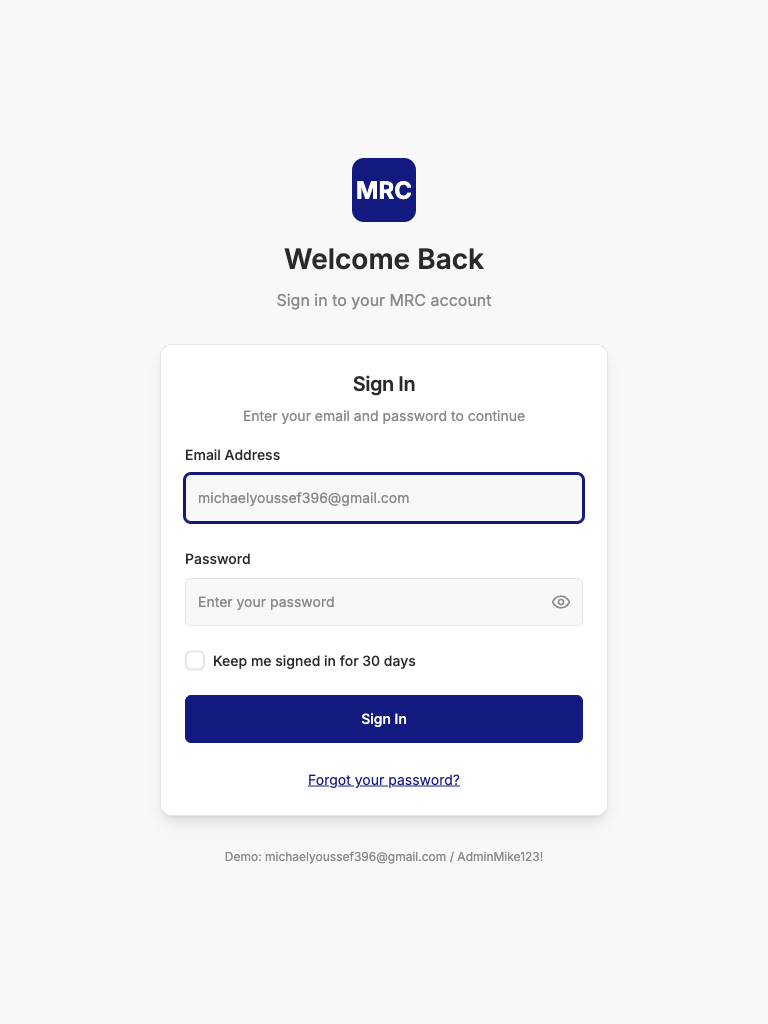 MRC
Welcome Back
Sign in to your MRC account
Sign In
Enter your email and password to continue
Email Address
michaelyoussef396@gmail.com
Password
Enter your password
Keep me signed in for 30 days
Sign In
Forgot your password?
Demo: michaelyoussef396@gmail.com / AdminMike123!